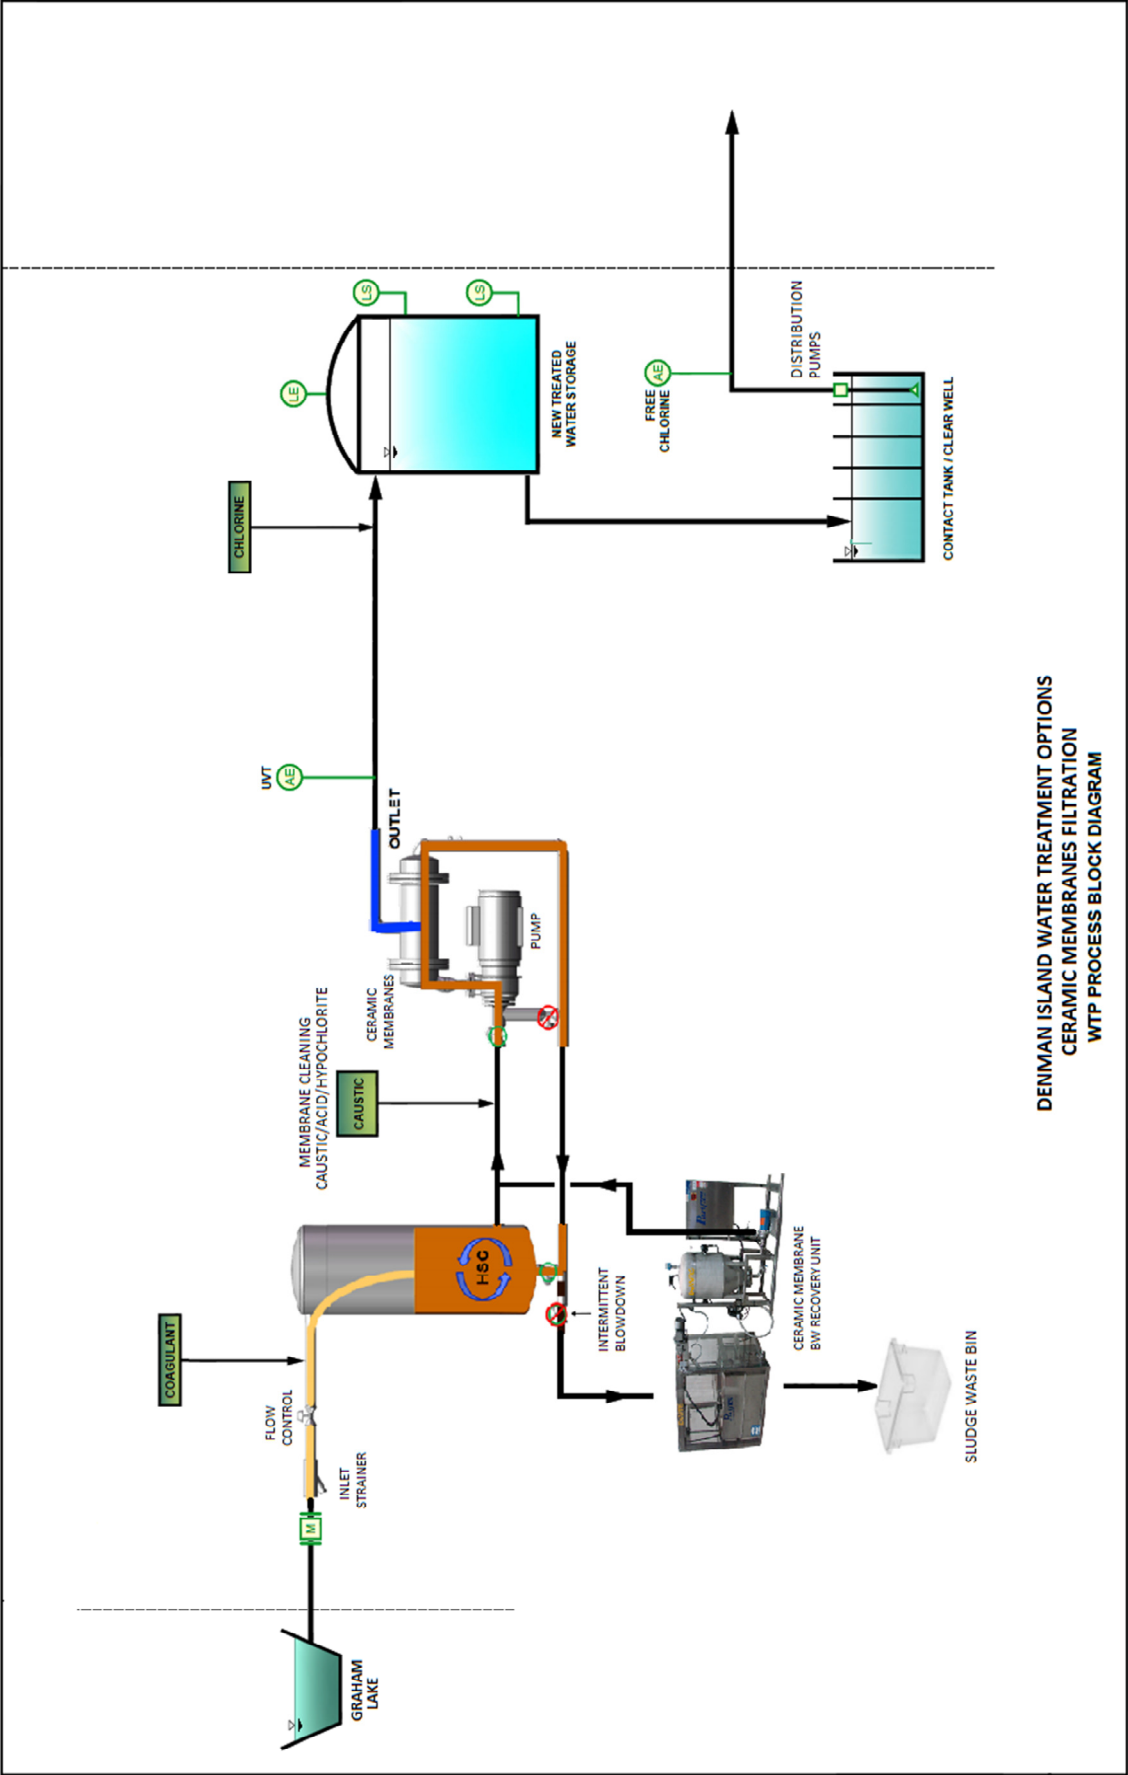 COAGULANT
MEMBRANE CLEANING
CAUSTIC/ACID/HYPOCHLORITE
CAUSTIC
CHLORINE
UVT
AE
LE
LS
LS
GRAHAM
LAKE
M
INLET
STRAINER
FLOW
CONTROL
HSC
CERAMIC
MEMBRANES
OUTLET
PUMP
NEW TREATED
WATER STORAGE
INTERMITTENT
BLOWDOWN
FREE
CHLORINE
AE
DISTRIBUTION
PUMPS
CERAMIC MEMBRANE
BW RECOVERY UNIT
SLUDGE WASTE BIN
CONTACT TANK / CLEAR WELL
DENMAN ISLAND WATER TREATMENT OPTIONS
CERAMIC MEMBRANES FILTRATION
WTP PROCESS BLOCK DIAGRAM